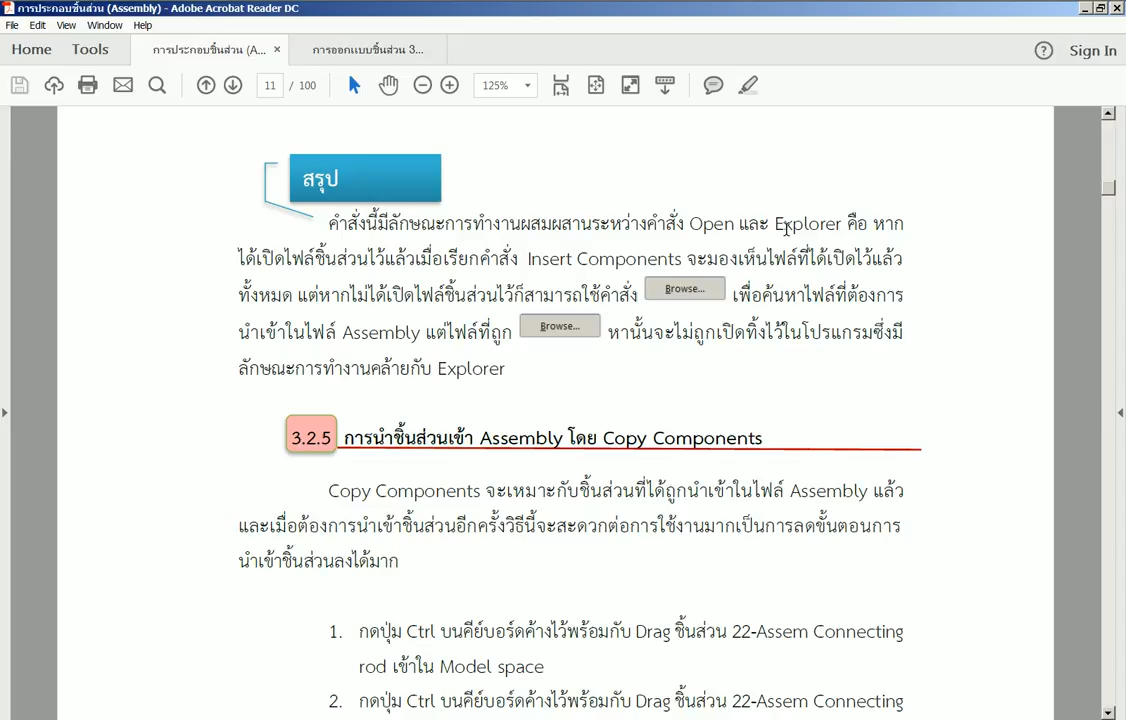 การประกอบชิ้นส่วน (Assembly) - Adobe Acrobat Reader DC
File Edit View Window Help
Home Tools การประกอบชิ้นส่วน (A... × การออกแบบชิ้นส่วน 3... Sign In
11 / 100 125%
สรุป
คำสั่งนี้มีลักษณะการทำงานผสมผสานระหว่างคำสั่ง Open และ Explorer คือ หาก
ได้เปิดไฟล์ชิ้นส่วนไว้แล้วเมื่อเรียกคำสั่ง Insert Components จะมองเห็นไฟล์ที่ได้เปิดไว้แล้ว
ทั้งหมด แต่หากไม่ได้เปิดไฟล์ชิ้นส่วนไว้ก็สามารถใช้คำสั่ง Browse... เพื่อค้นหาไฟล์ที่ต้องการ
นำเข้าในไฟล์ Assembly แต่ไฟล์ที่ถูก Browse... หานั้นจะไม่ถูกเปิดทิ้งไว้ในโปรแกรมซึ่งมี
ลักษณะการทำงานคล้ายกับ Explorer
3.2.5 การนำชิ้นส่วนเข้า Assembly โดย Copy Components
Copy Components จะเหมาะกับชิ้นส่วนที่ได้ถูกนำเข้าในไฟล์ Assembly แล้ว
และเมื่อต้องการนำเข้าชิ้นส่วนอีกครั้งวิธีนี้จะสะดวกต่อการใช้งานมากเป็นการลดขั้นตอนการ
นำเข้าชิ้นส่วนลงได้มาก
1. กดปุ่ม Ctrl บนคีย์บอร์ดค้างไว้พร้อมกับ Drag ชิ้นส่วน 22-Assem Connecting
rod เข้าใน Model space
2. กดปุ่ม Ctrl บนคีย์บอร์ดค้างไว้พร้อมกับ Drag ชิ้นส่วน 22-Assem Connecting